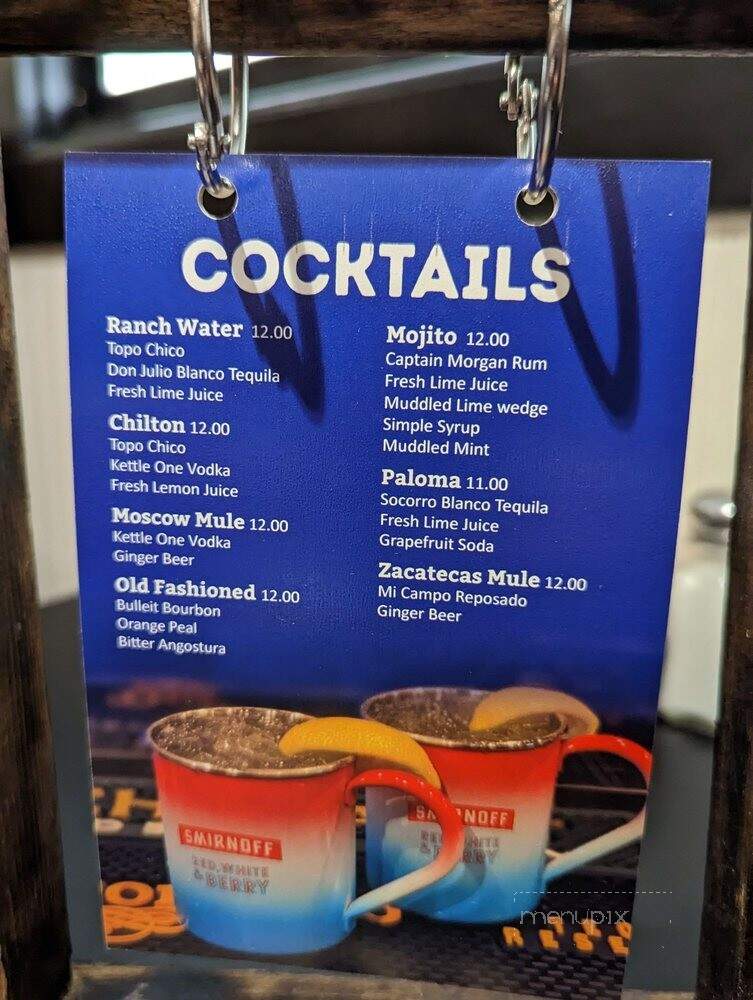 COCKTAILS
Ranch Water 12.00
Topo Chico
Don Julio Blanco Tequila
Fresh Lime Juice
Chilton 12.00
Topo Chico
Kettle One Vodka
Fresh Lemon Juice
Moscow Mule 12.00
Kettle One Vodka
Ginger Beer
Old Fashioned 12.00
Bulleit Bourbon
Orange Peal
Bitter Angostura
Mojito 12.00
Captain Morgan Rum
Fresh Lime Juice
Muddled Lime wedge
Simple Syrup
Muddled Mint
Paloma 11.00
Socorro Blanco Tequila
Fresh Lime Juice
Grapefruit Soda
Zacatecas Mule 12.00
Mi Campo Reposado
Ginger Beer
SMIRNOFF
RED, WHITE
& BERRY
SMIRNOFF
RED, WHITE
& BERRY
menupix